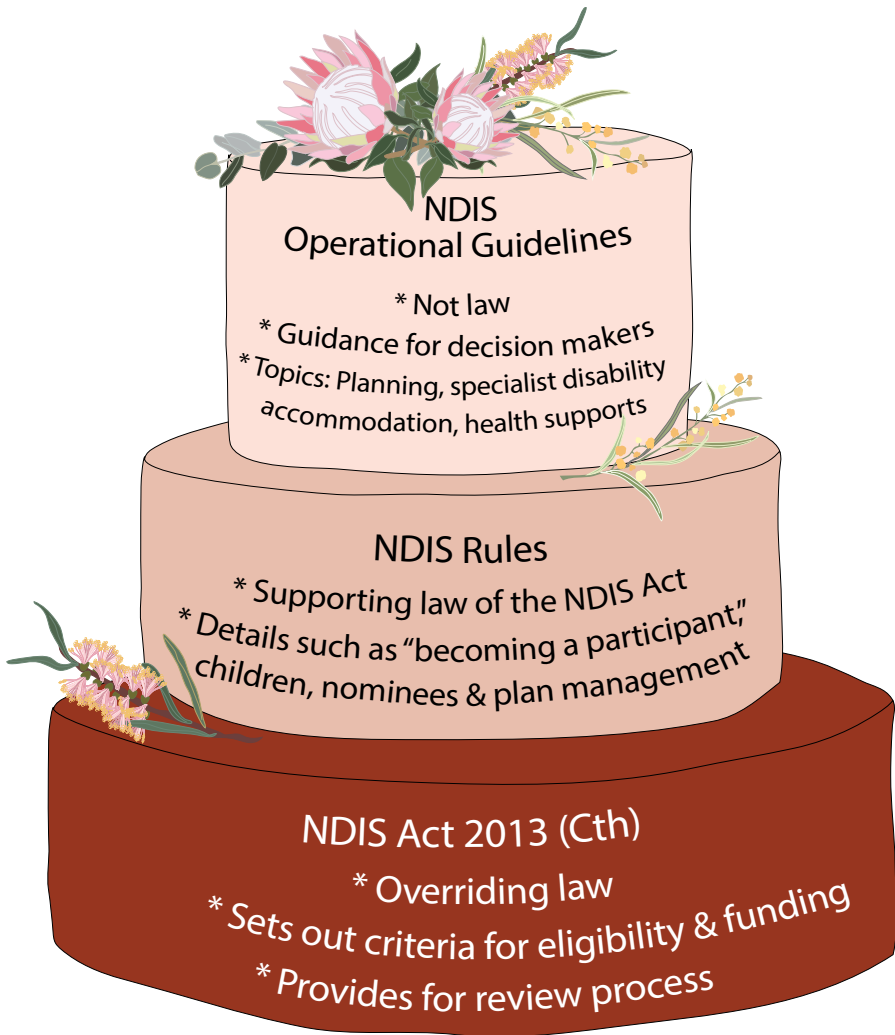 NDIS
Operational Guidelines
* Not law
* Guidance for decision makers
* Topics: Planning, specialist disability
accommodation, health supports
NDIS Rules
* Supporting law of the NDIS Act
* Details such as “becoming a participant,”
children, nominees & plan management
NDIS Act 2013 (Cth)
* Overriding law
* Sets out criteria for eligibility & funding
* Provides for review process